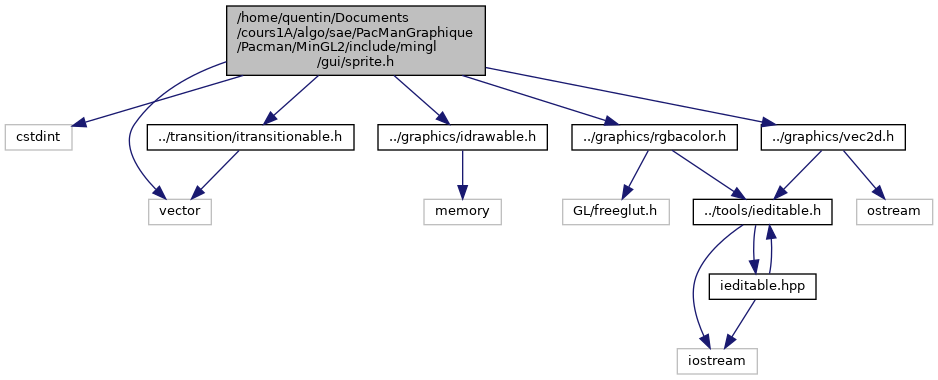 /home/quentin/Documents
/cours1A/algo/sae/PacManGraphique
/Pacman/MinGL2/include/mingl
/gui/sprite.h
cstdint
../transition/itransitionable.h
../graphics/idrawable.h
../graphics/rgbacolor.h
../graphics/vec2d.h
vector
memory
GL/freeglut.h
../tools/ieditable.h
ostream
ieditable.hpp
iostream